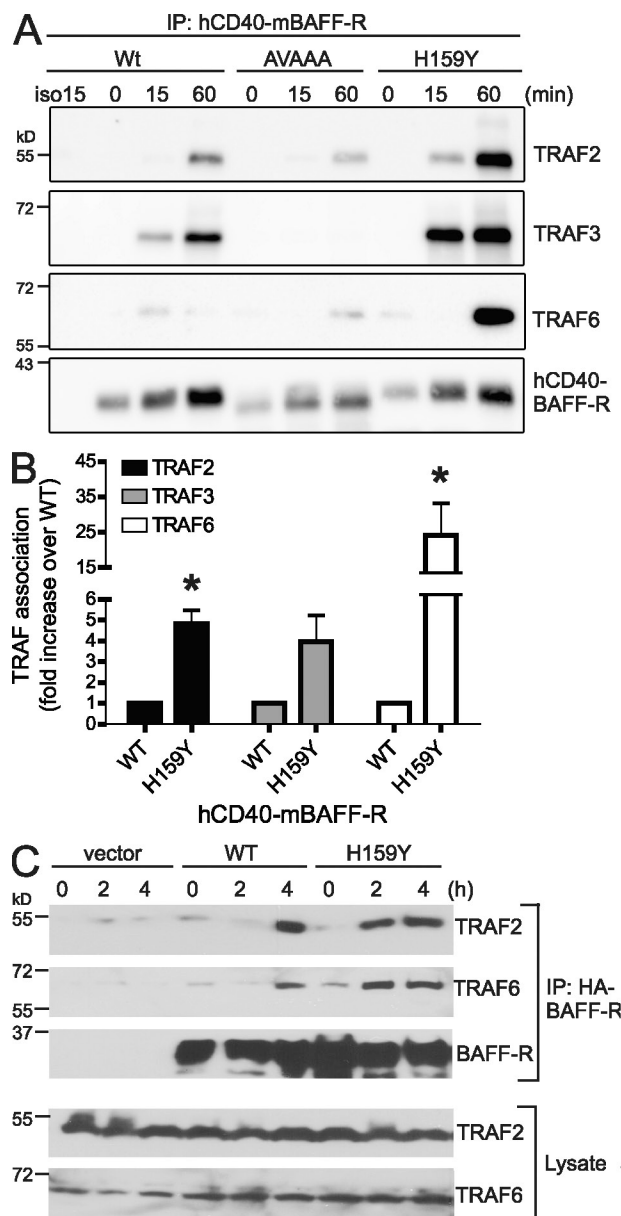 A
IP: hCD40-mBAFF-R
Wt AVAAA H159Y
iso15 0 15 60 0 15 60 0 15 60 (min)
kD
55 TRAF2
72
TRAF3
72
TRAF6
55
43
hCD40-
BAFF-R
B
TRAF association
(fold increase over WT)
45
35
25
15
6
5
4
3
2
1
0
TRAF2
TRAF3
TRAF6
* *
WT H159Y WT H159Y WT H159Y
hCD40-mBAFF-R
C
vector WT H159Y
0 2 4 0 2 4 0 2 4 (h)
kD
55 TRAF2
72
TRAF6
55
37
BAFF-R
IP: HA-
BAFF-R
55
TRAF2
72
TRAF6
Lysate